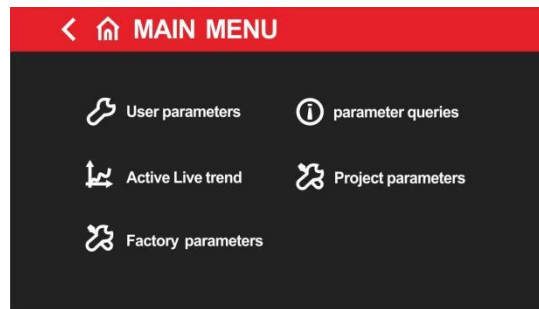 MAIN MENU
User parameters
parameter queries
Active Live trend
Project parameters
Factory parameters